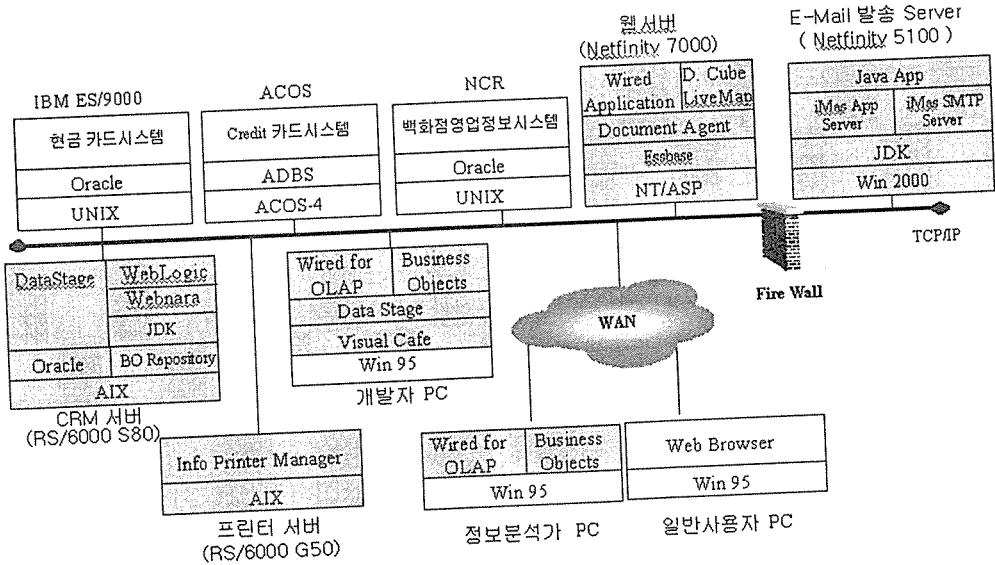 IBM ES/9000
현금 카드시스템
Oracle
UNIX
ACOS
Credit 카드시스템
ADBS
ACOS-4
NCR
백화점영업정보시스템
Oracle
UNIX
웹서버
(Netfinity 7000)
Wired
Application
D. Cube
LiveMap
Document Agent
Essbase
NT/ASP
E-Mail 발송 Server
( Netfinity 5100 )
Java App
iMas App
Server
iMas SMTP
Server
JDK
Win 2000
TCP/IP
Fire Wall
DataStage
WebLogic
Webnara
JDK
Oracle
BO Repository
AIX
CRM 서버
(RS/6000 S80)
Wired for
OLAP
Business
Objects
Data Stage
Visual Cafe
Win 95
개발자 PC
WAN
Info Printer Manager
AIX
프린터 서버
(RS/6000 G50)
Wired for
OLAP
Business
Objects
Win 95
정보분석가 PC
Web Browser
Win 95
일반사용자 PC